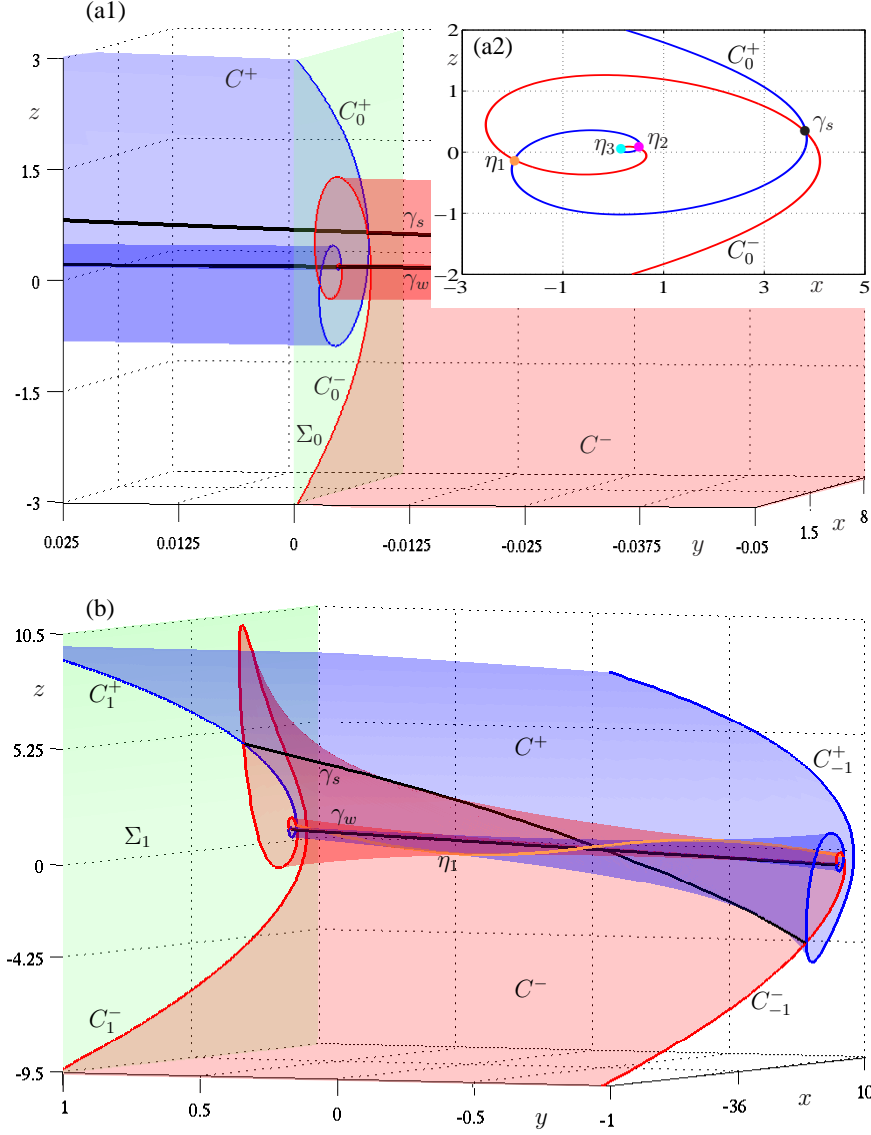 (a1)
3
1.5
0
-1.5
-3
z
C⁺
C₀⁺
γₛ
γ_w
C₀⁻
Σ₀
C⁻
0.025
0.0125
0
-0.0125
-0.025
-0.0375
y
-0.05
1.5
x
8
(a2)
2
z
1
0
−1
−2
C₀⁺
γₛ
η₁
η₃
η₂
C₀⁻
−3
−1
1
3
x
5
(b)
10.5
z
5.25
0
-4.25
-9.5
C₁⁺
Σ₁
C₁⁻
γₛ
γ_w
η₁
C⁺
C₋₁⁺
C⁻
C₋₁⁻
1
0.5
0
-0.5
y
-1
-36
x
10